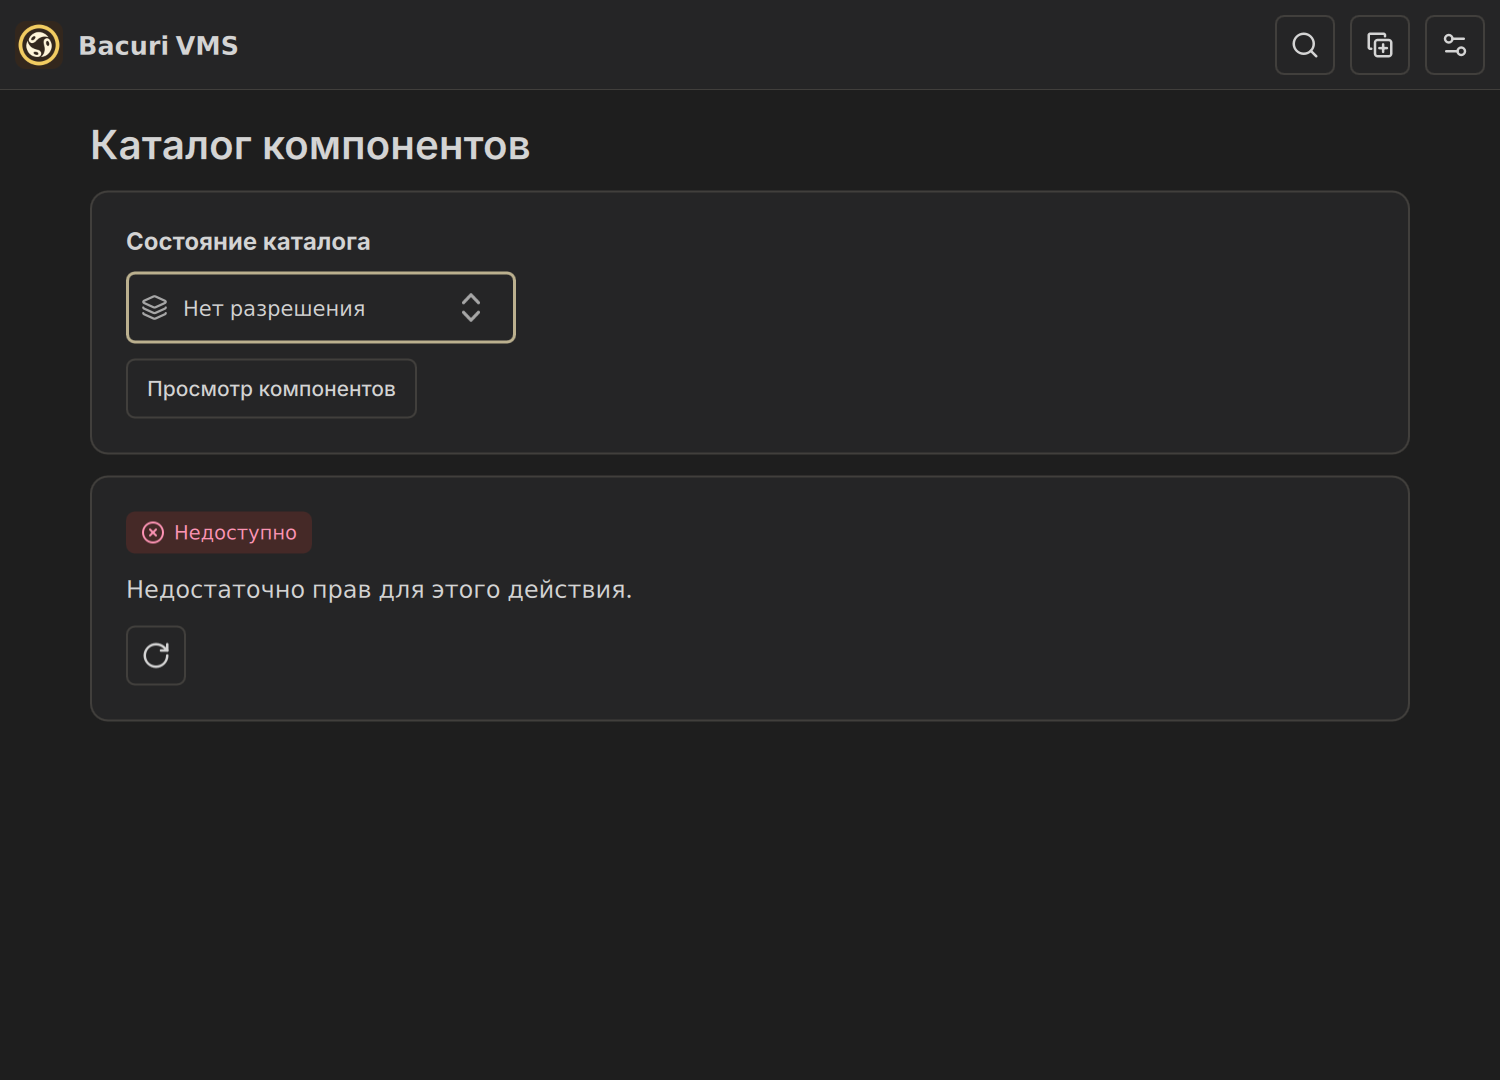 Bacuri VMS
Каталог компонентов
Состояние каталога
Нет разрешения
Просмотр компонентов
Недоступно
Недостаточно прав для этого действия.